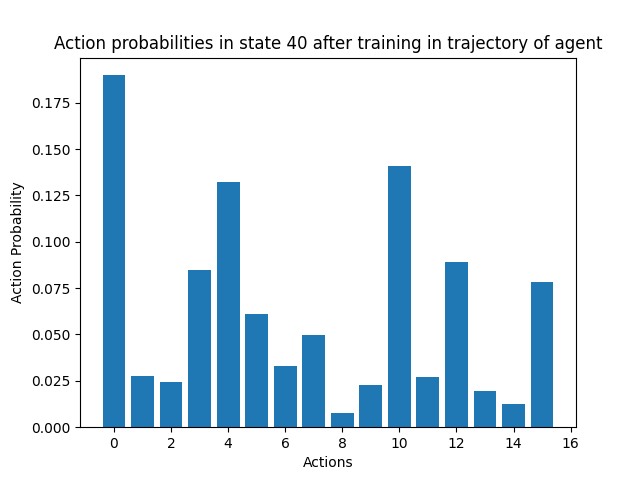 Action probabilities in state 40 after training in trajectory of agent
Action Probability
0.175
0.150
0.125
0.100
0.075
0.050
0.025
0.000
0 2 4 6 8 10 12 14 16
Actions